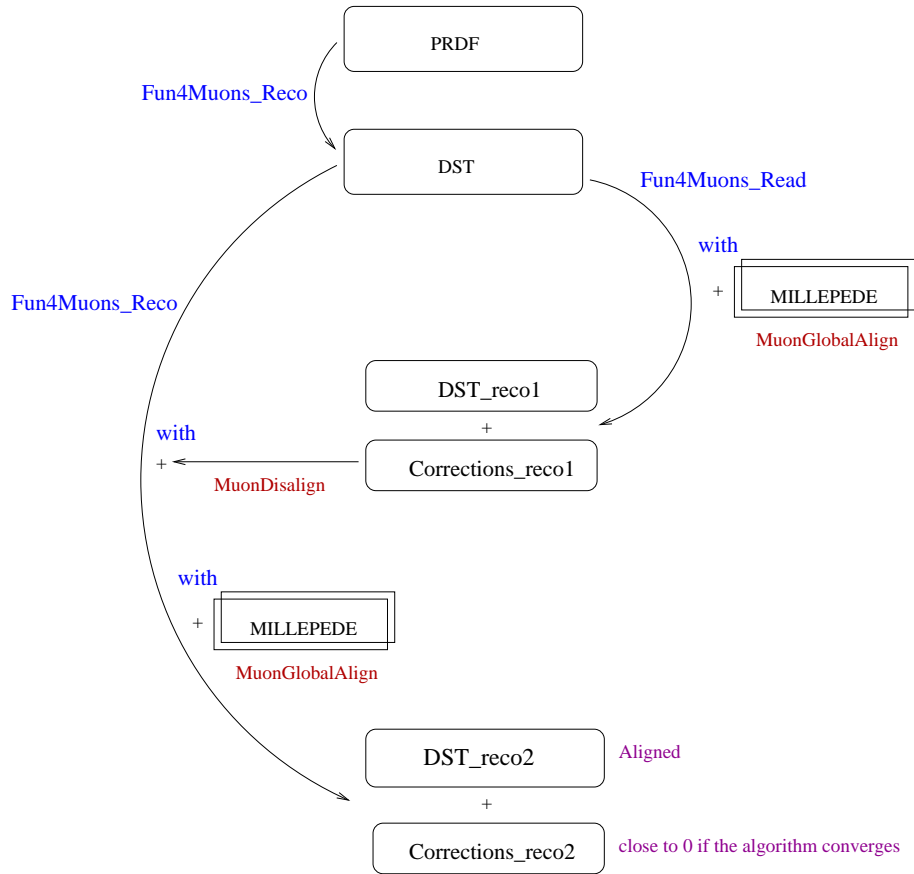 PRDF
Fun4Muons_Reco
DST
Fun4Muons_Read
with
+
MILLEPEDE
MuonGlobalAlign
Fun4Muons_Reco
DST_reco1
+
Corrections_reco1
with
+
MuonDisalign
with
+
MILLEPEDE
MuonGlobalAlign
DST_reco2
Aligned
+
Corrections_reco2
close to 0 if the algorithm converges